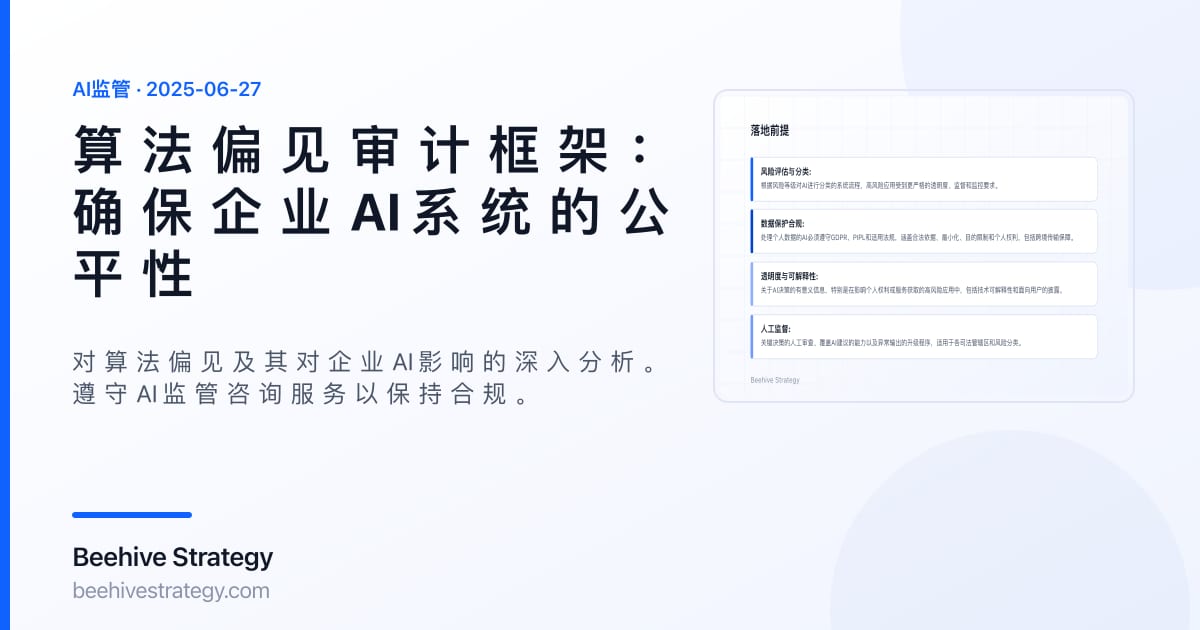 AI监管 · 2025-06-27
算法偏见审计框架：
确保企业AI系统的公
平性
对算法偏见及其对企业AI影响的深入分析。
遵守AI监管咨询服务以保持合规。
Beehive Strategy
beehivestrategy.com
落地前提
风险评估与分类:
根据风险等级对AI进行分类的系统流程，高风险应用受到更严格的透明度、监督和监控要求。
数据保护合规:
处理个人数据的AI必须遵守GDPR、PIPL和适用法规，涵盖合法依据、最小化、目的限制和个人权利，包括跨境传输保障。
透明度与可解释性:
关于AI决策的有意义信息，特别是在影响个人权利或服务获取的高风险应用中，包括技术可解释性和面向用户的披露。
人工监督:
关键决策的人工审查，覆盖AI建议的能力以及异常输出的升级程序，适用于各司法管辖区和风险分类。
Beehive Strategy